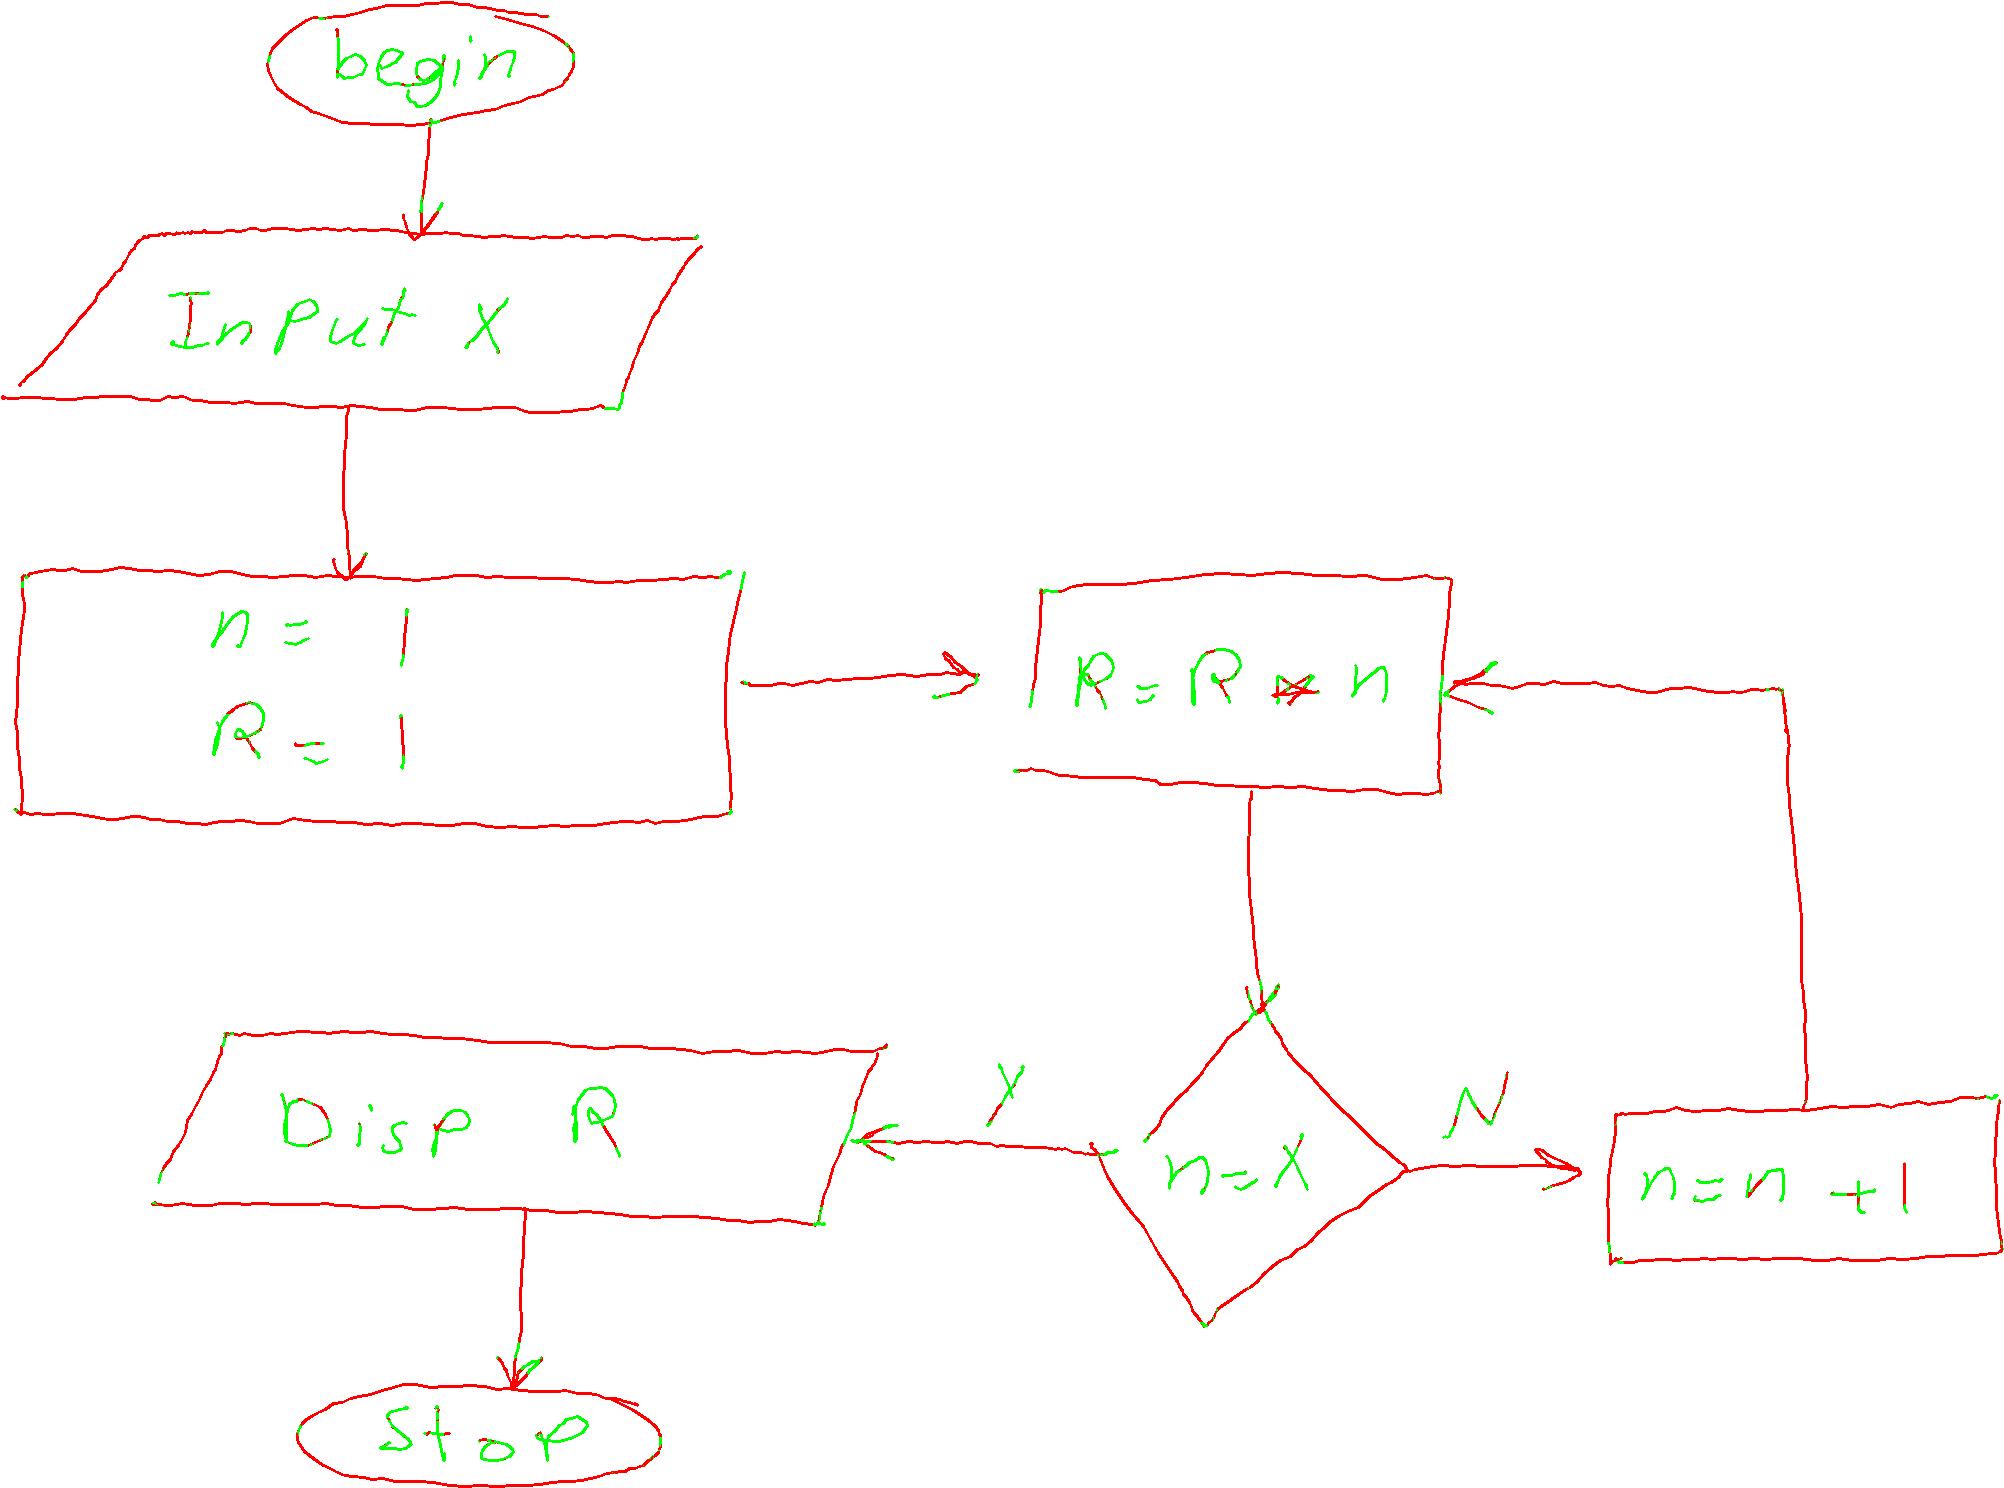 begin
Input X
n = 1
R = 1
R = R * n
n = X
Y
N
n = n + 1
Disp R
Stop